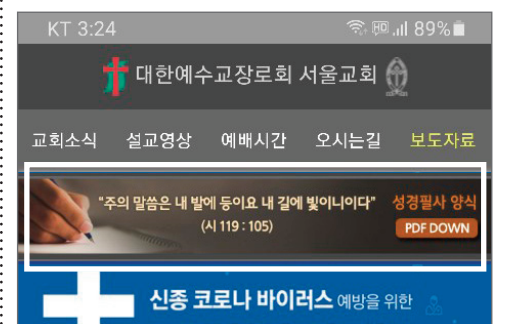 KT 3:24 HD 89%
대한예수교장로회 서울교회
교회소식 설교영상 예배시간 오시는길 보도자료
"주의 말씀은 내 발에 등이요 내 길에 빛이니이다" 성경필사 양식
(시 119 : 105) PDF DOWN
신종 코로나 바이러스 예방을 위한